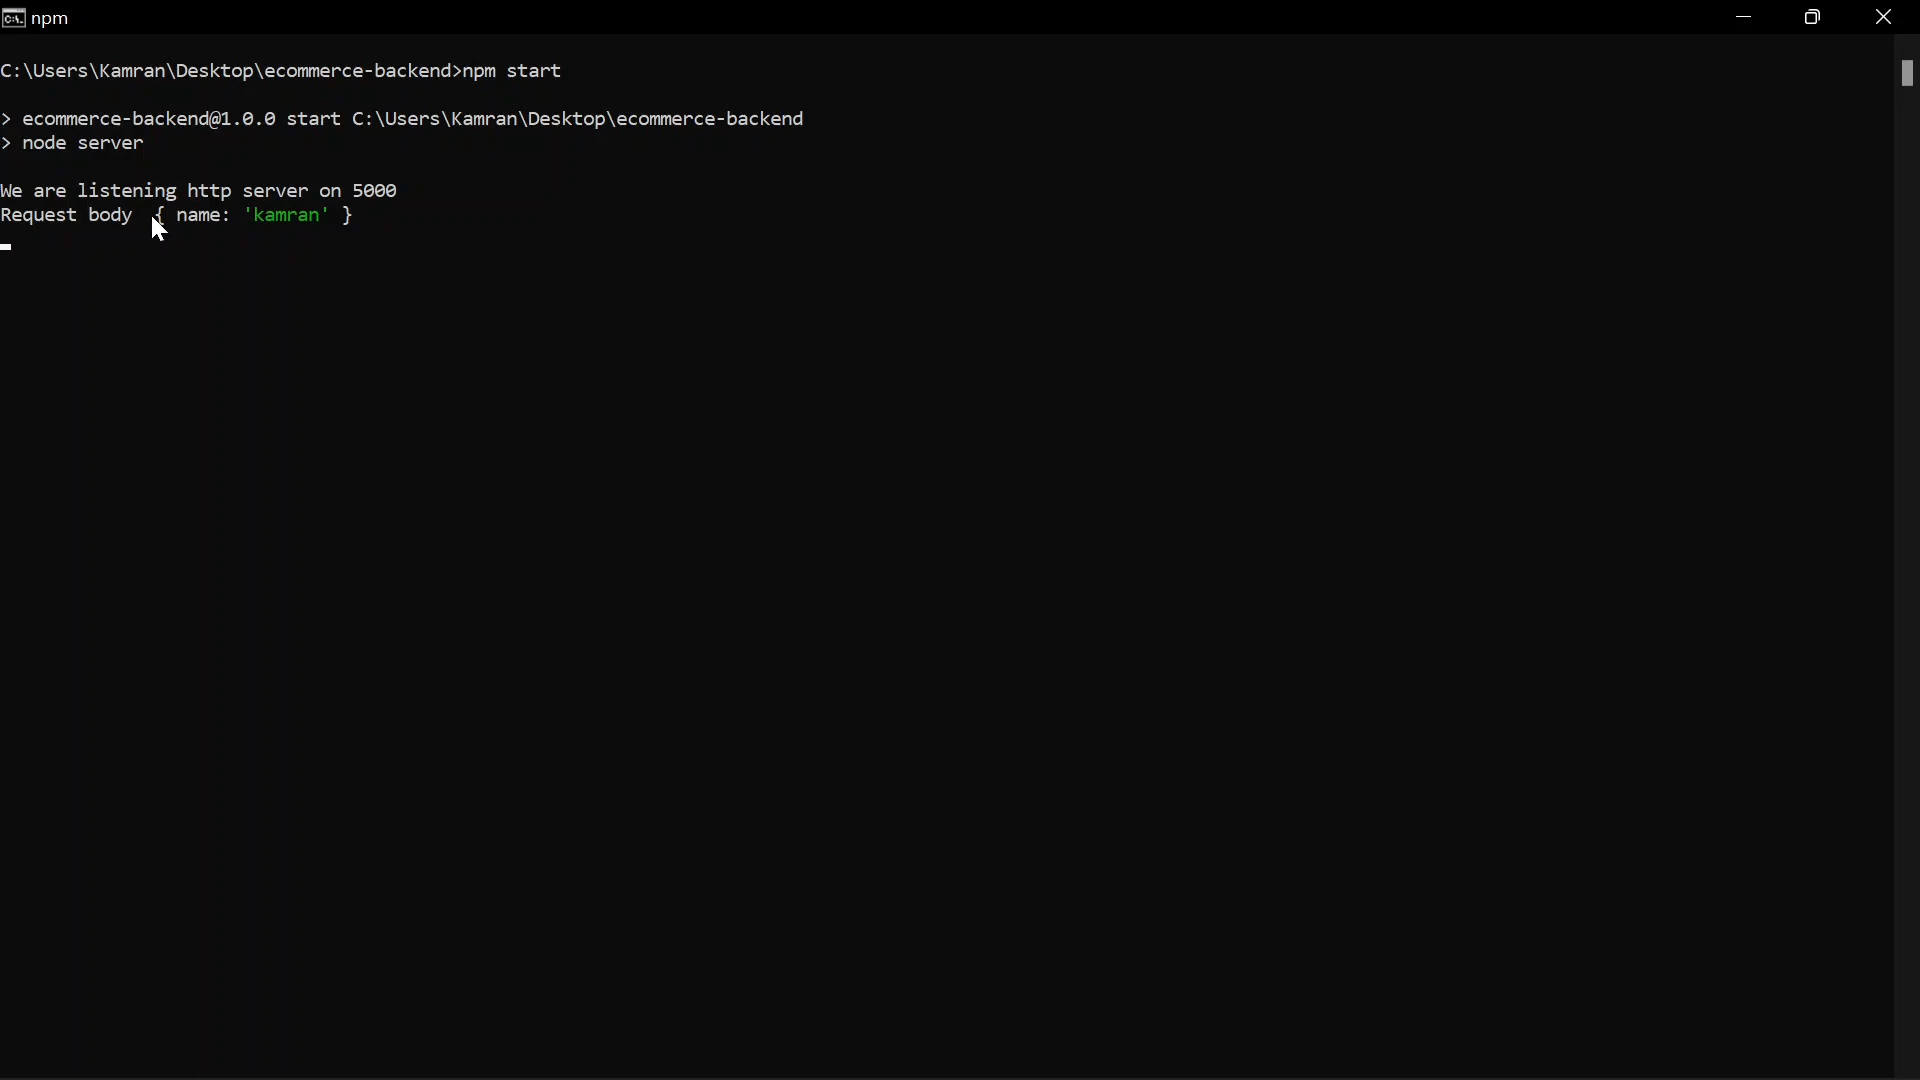 npm
C:\Users\Kamran\Desktop\ecommerce-backend>npm start
> ecommerce-backend@1.0.0 start C:\Users\Kamran\Desktop\ecommerce-backend
> node server
We are listening http server on 5000
Request body  { name: 'kamran' }